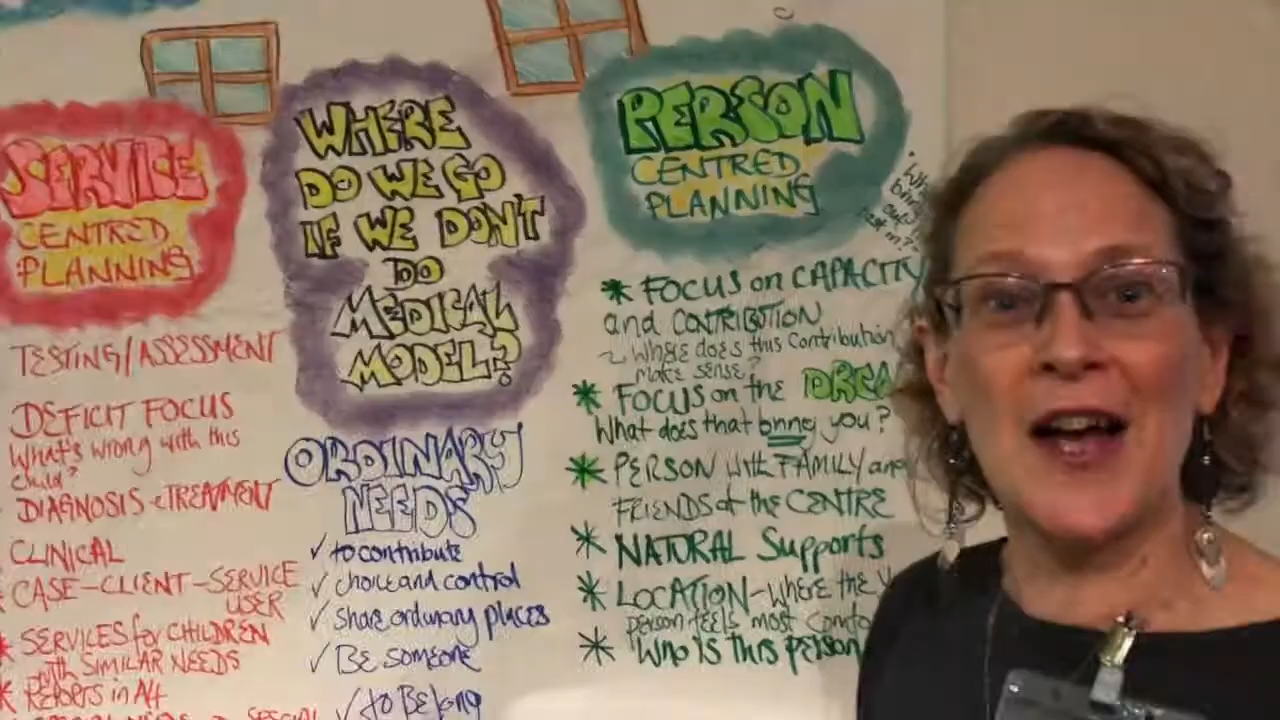 SERVICE
CENTRED
PLANNING
TESTING/ASSESSMENT
DEFICIT FOCUS
What's wrong with this
child?
DIAGNOSIS & TREATMENT
CLINICAL
CASE-CLIENT-SERVICE
USER
* SERVICES for CHILDREN
with SIMILAR NEEDS
* REPORTS in A4
WHERE
DO WE GO
IF WE DON'T
DO
MEDICAL
MODEL?
ORDINARY
NEEDS
✓ to contribute
✓ choice and control
✓ share ordinary places
✓ BE SOMEONE
✓ to Belong
PERSON
CENTRED
PLANNING
* FOCUS on CAPACITY
and CONTRIBUTION
~ Where does this contribution
make sense?
* FOCUS on the
What does that bring you?
* PERSON with FAMILY and
FRIENDS at the CENTRE
* NATURAL Supports
* LOCATION - WHERE the
person feels most
* WHO IS this person